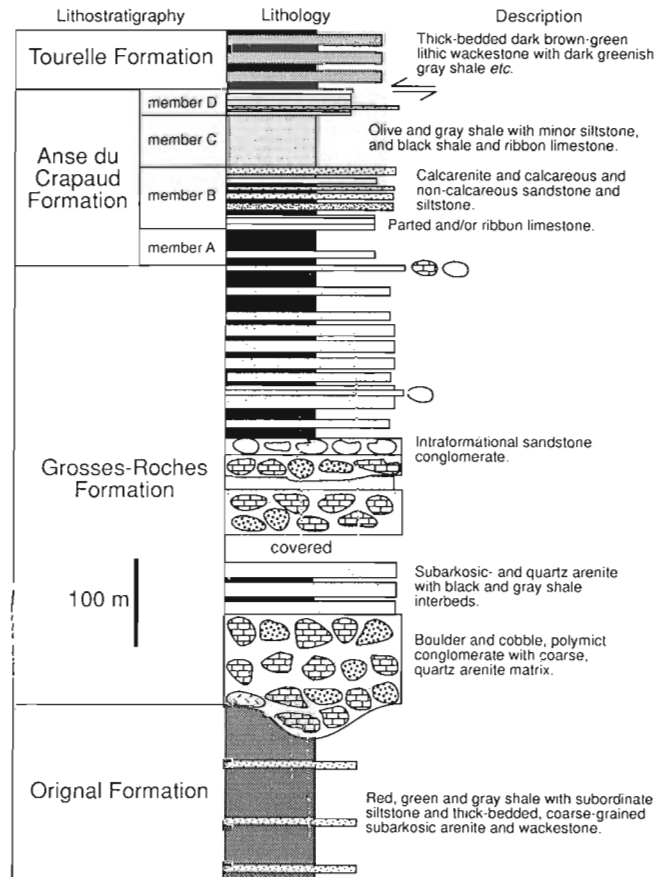 Lithostratigraphy
Lithology
Description
Tourelle Formation
Thick-bedded dark brown-green
lithic wackestone with dark greenish
gray shale etc.
Anse du
Crapaud
Formation
member D
member C
member B
member A
Olive and gray shale with minor siltstone,
and black shale and ribbon limestone.
Calcarenite and calcareous and
non-calcareous sandstone and
siltstone.
Parted and/or ribbon limestone.
Grosses-Roches
Formation
100 m
covered
Intraformational sandstone
conglomerate.
Subarkosic- and quartz arenite
with black and gray shale
interbeds.
Boulder and cobble, polymict
conglomerate with coarse,
quartz arenite matrix.
Orignal Formation
Red, green and gray shale with subordinate
siltstone and thick-bedded, coarse-grained
subarkosic arenite and wackestone.